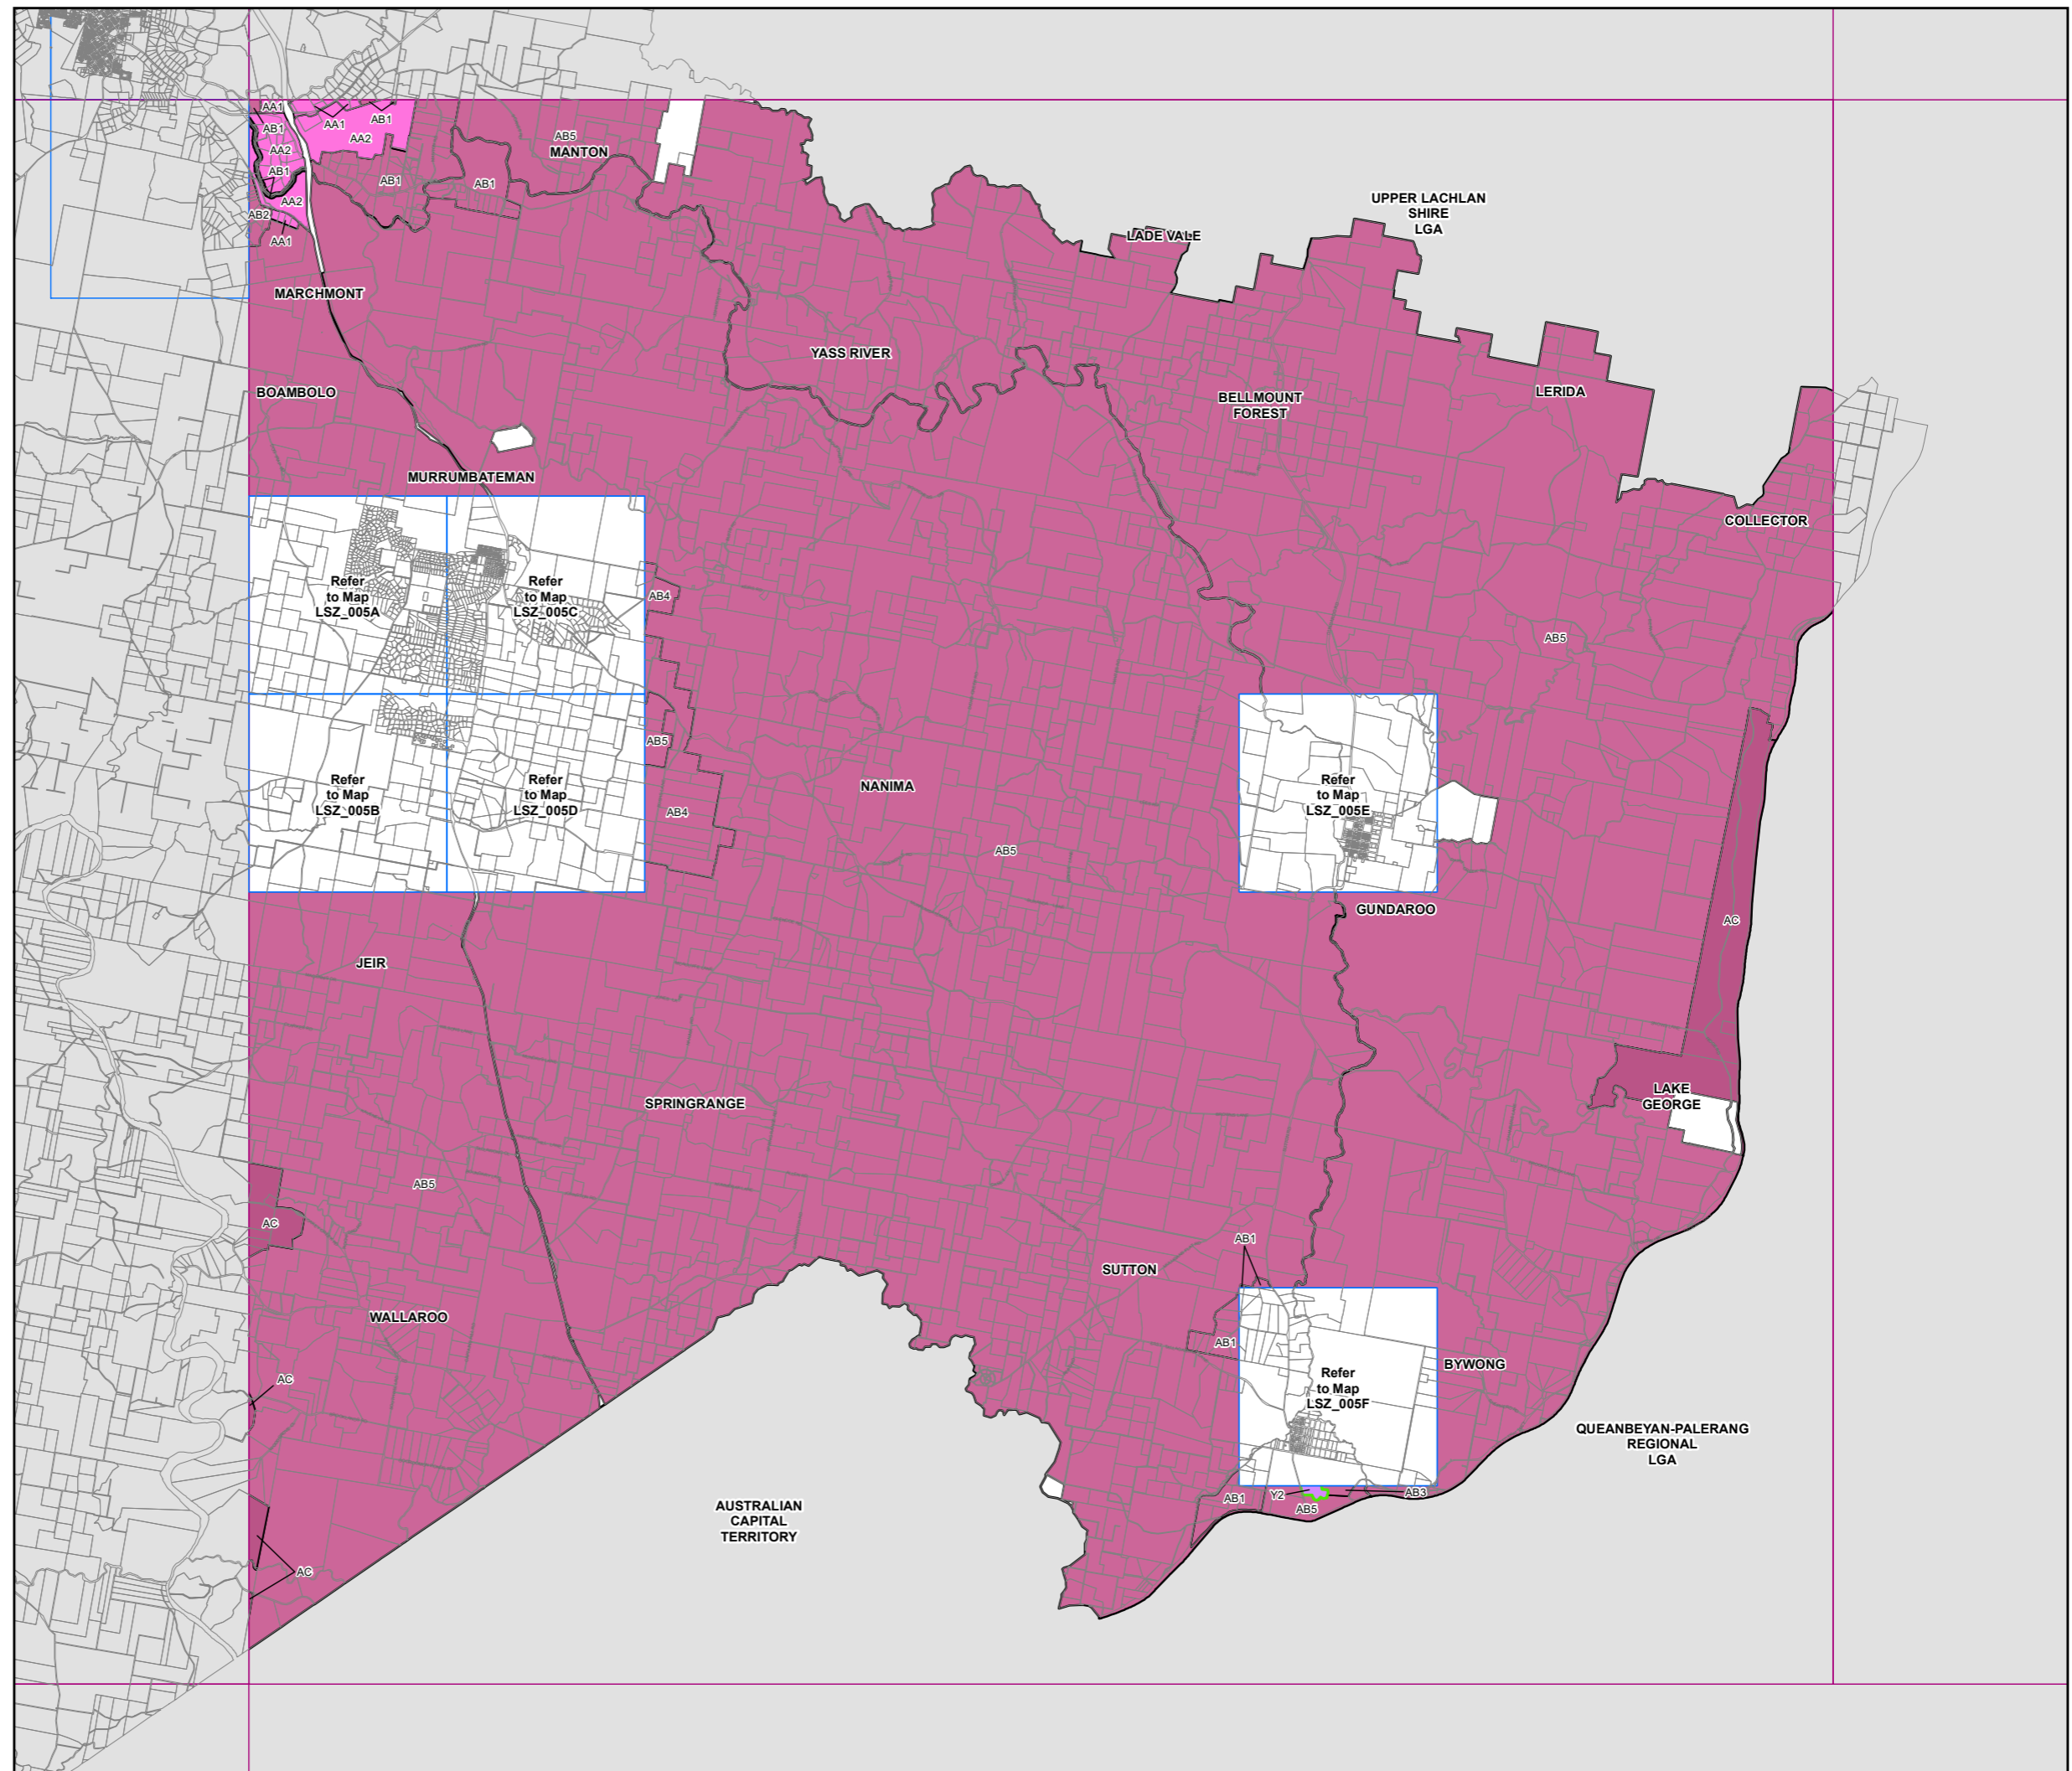 AA1
AB1
AA1
AB1
AA2
AA2
AB1
AA2
AB2
AA1
AB1
AB1
AB5
MANTON
UPPER LACHLAN
SHIRE
LGA
LADE VALE
MARCHMONT
YASS RIVER
BOAMBOLO
BELLMOUNT
FOREST
LERIDA
MURRUMBATEMAN
COLLECTOR
Refer
to Map
LSZ_005A
Refer
to Map
LSZ_005C
AB4
AB5
AB5
Refer
to Map
LSZ_005B
Refer
to Map
LSZ_005D
AB4
NANIMA
AB5
Refer
to Map
LSZ_005E
GUNDAROO
AC
JEIR
SPRINGRANGE
LAKE
GEORGE
AB5
AC
AB1
SUTTON
WALLAROO
AB1
BYWONG
AC
Refer
to Map
LSZ_005F
QUEANBEYAN-PALERANG
REGIONAL
LGA
AUSTRALIAN
CAPITAL
TERRITORY
AB1
Y2
AB5
AB3
AC